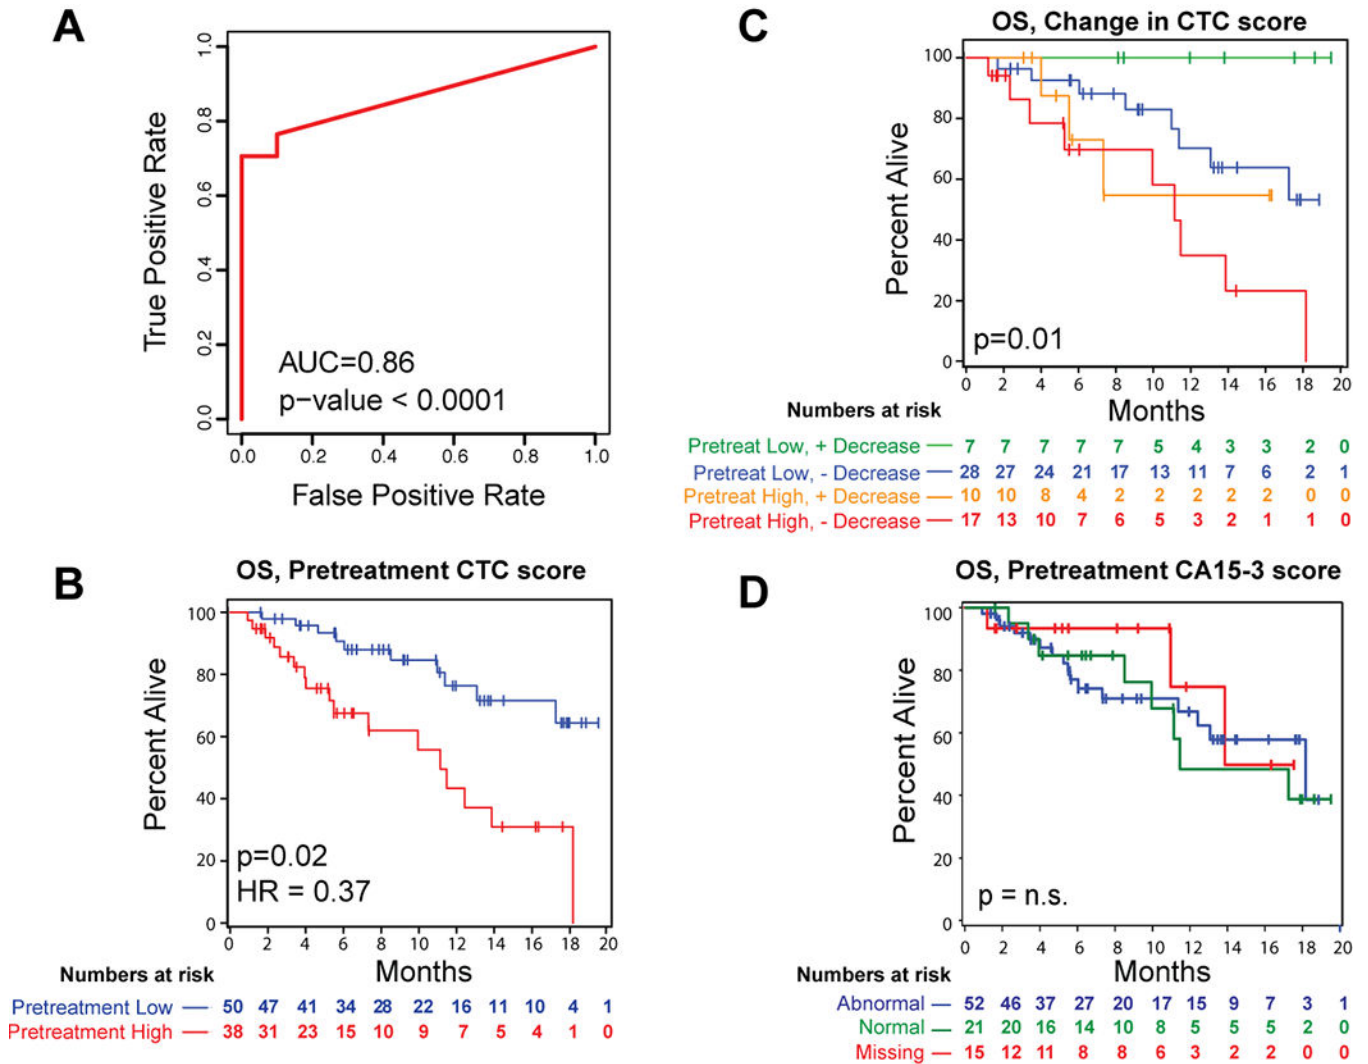 A
1.0
0.8
0.6
0.4
0.2
0.0
True Positive Rate
AUC=0.86
p−value < 0.0001
0.0 0.2 0.4 0.6 0.8 1.0
False Positive Rate
B
OS, Pretreatment CTC score
100
80
60
40
20
0
Percent Alive
p=0.02
HR = 0.37
0 2 4 6 8 10 12 14 16 18 20
Numbers at risk
Months
Pretreatment Low 50 47 41 34 28 22 16 11 10 4 1
Pretreatment High 38 31 23 15 10 9 7 5 4 1 0
C
OS, Change in CTC score
100
80
60
40
20
0
Percent Alive
p=0.01
0 2 4 6 8 10 12 14 16 18 20
Numbers at risk
Months
Pretreat Low, + Decrease 7 7 7 7 7 5 4 3 3 2 0
Pretreat Low, - Decrease 28 27 24 21 17 13 11 7 6 2 1
Pretreat High, + Decrease 10 10 8 4 2 2 2 2 2 0 0
Pretreat High, - Decrease 17 13 10 7 6 5 3 2 1 1 0
D
OS, Pretreatment CA15-3 score
100
80
60
40
20
0
Percent Alive
p = n.s.
0 2 4 6 8 10 12 14 16 18 20
Numbers at risk
Months
Abnormal 52 46 37 27 20 17 15 9 7 3 1
Normal 21 20 16 14 10 8 5 5 5 2 0
Missing 15 12 11 8 8 6 3 2 2 0 0